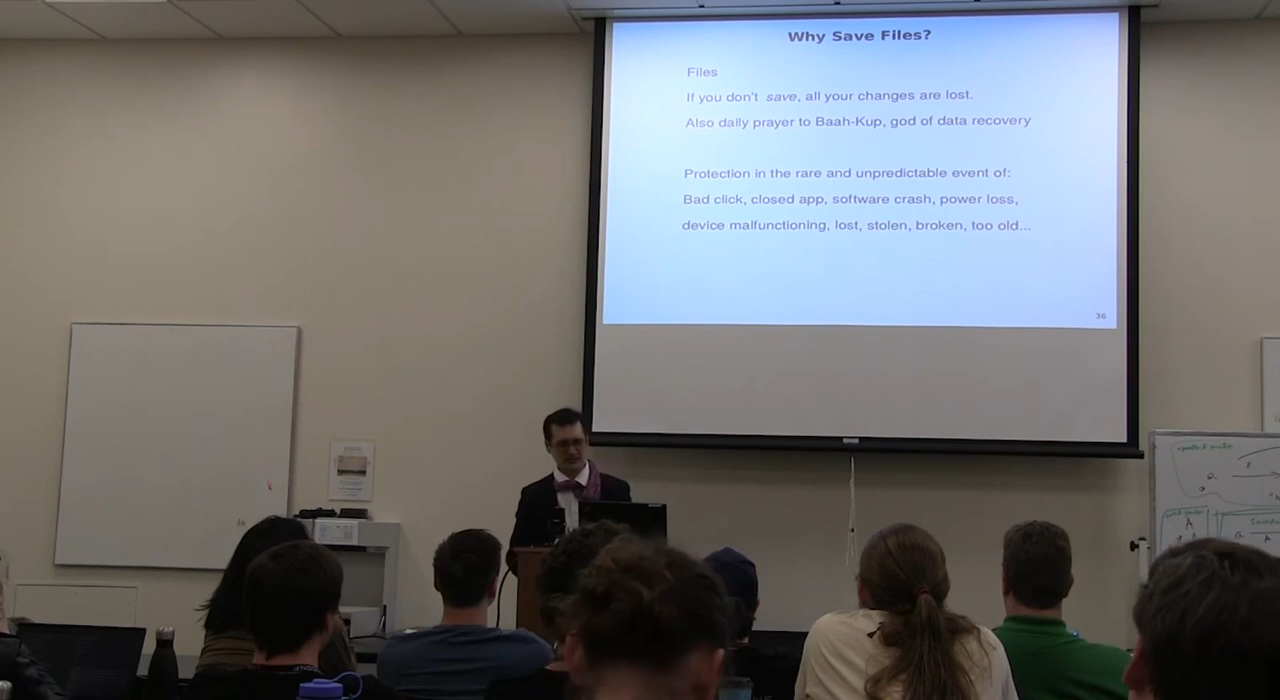 Why Save Files?
Files
If you don't save, all your changes are lost.
Also daily prayer to Baah-Kup, god of data recovery
Protection in the rare and unpredictable event of:
Bad click, closed app, software crash, power loss,
device malfunctioning, lost, stolen, broken, too old...
36